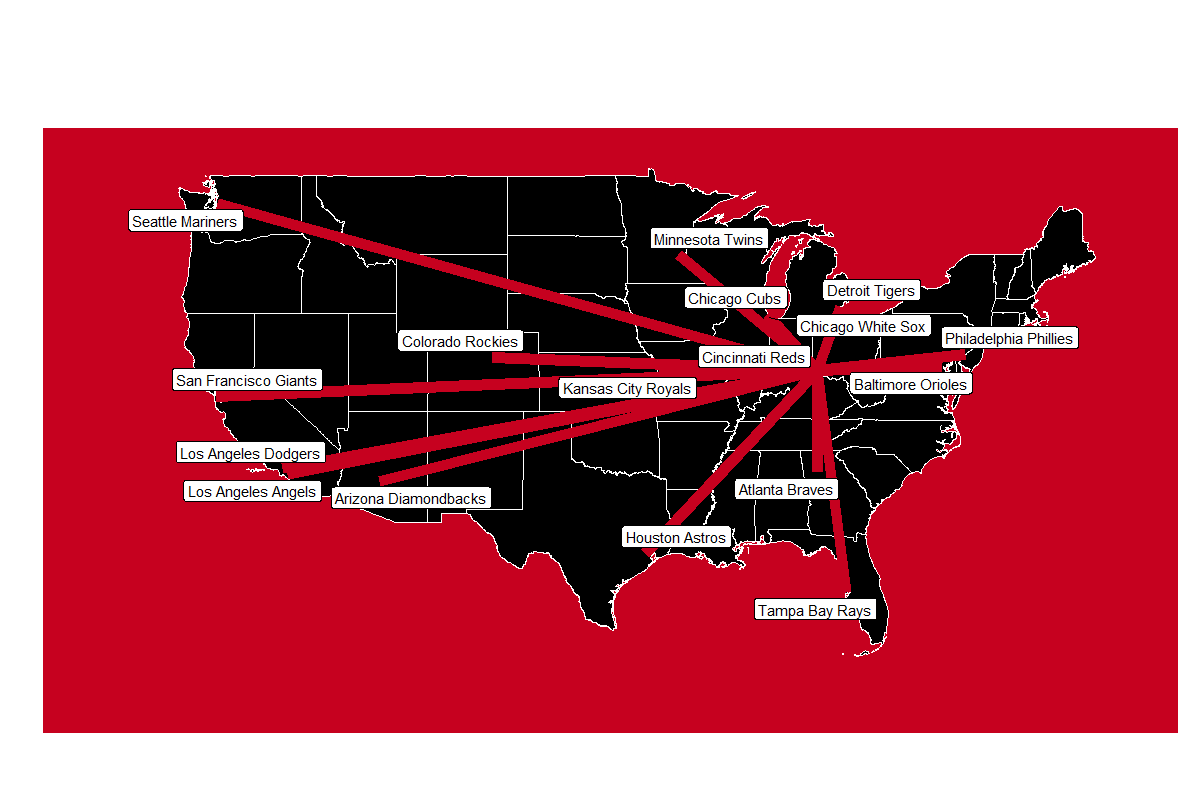 Seattle Mariners
Minnesota Twins
Detroit Tigers
Chicago Cubs
Chicago White Sox
Philadelphia Phillies
Colorado Rockies
Cincinnati Reds
San Francisco Giants
Kansas City Royals
Baltimore Orioles
Los Angeles Dodgers
Los Angeles Angels
Arizona Diamondbacks
Atlanta Braves
Houston Astros
Tampa Bay Rays